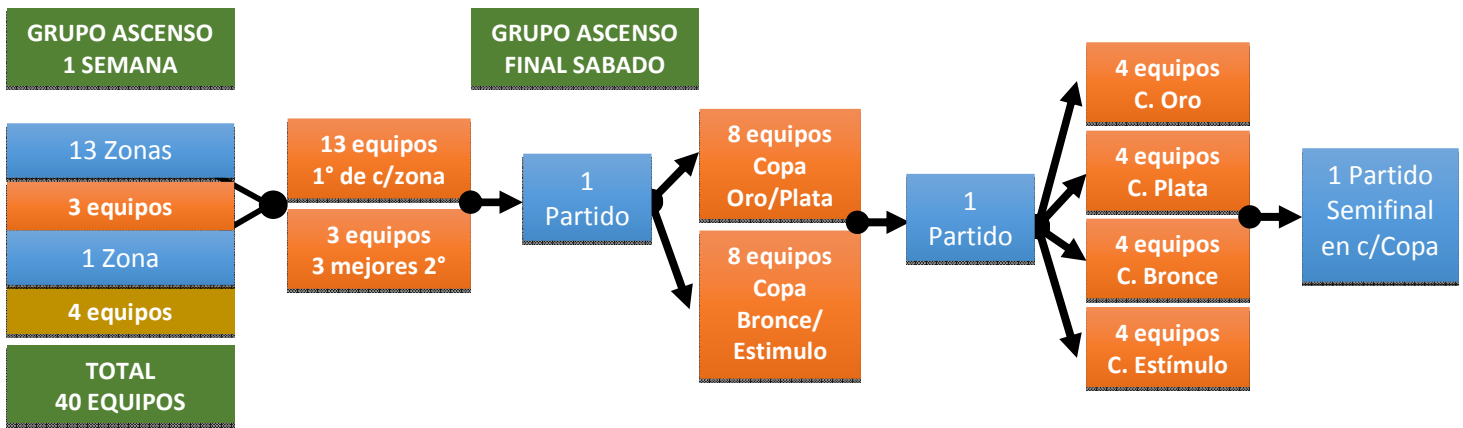 GRUPO ASCENSO
1 SEMANA
13 Zonas
3 equipos
1 Zona
4 equipos
TOTAL
40 EQUIPOS
13 equipos
1° de c/zona
3 equipos
3 mejores 2°
GRUPO ASCENSO
FINAL SABADO
1
Partido
8 equipos
Copa
Oro/Plata
8 equipos
Copa
Bronce/
Estimulo
1
Partido
4 equipos
C. Oro
4 equipos
C. Plata
4 equipos
C. Bronce
4 equipos
C. Estímulo
1 Partido
Semifinal
en c/Copa